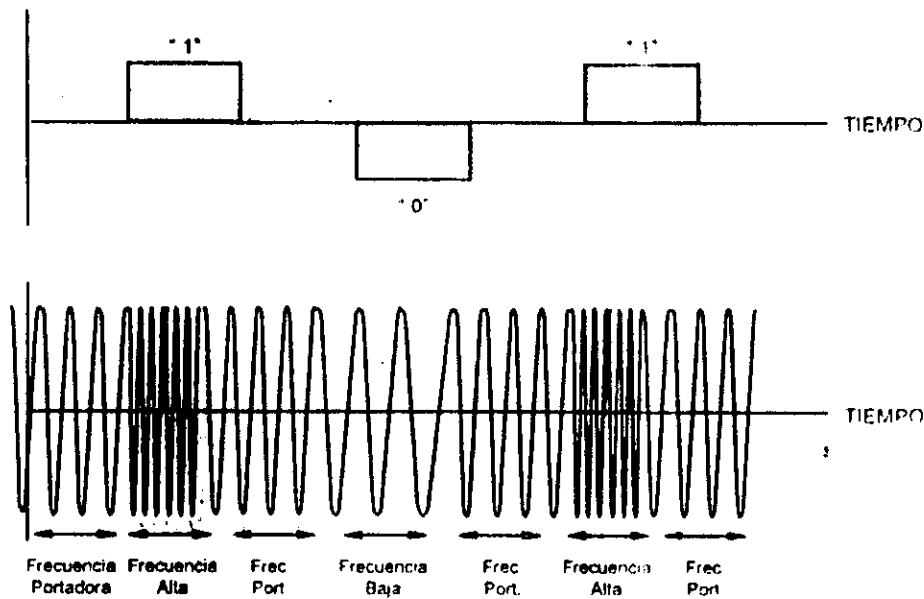 "1"
"1"
TIEMPO
"0"
TIEMPO
Frecuencia Portadora
Frecuencia Alta
Frec Port
Frecuencia Baja
Frec Port.
Frecuencia Alta
Frec Port